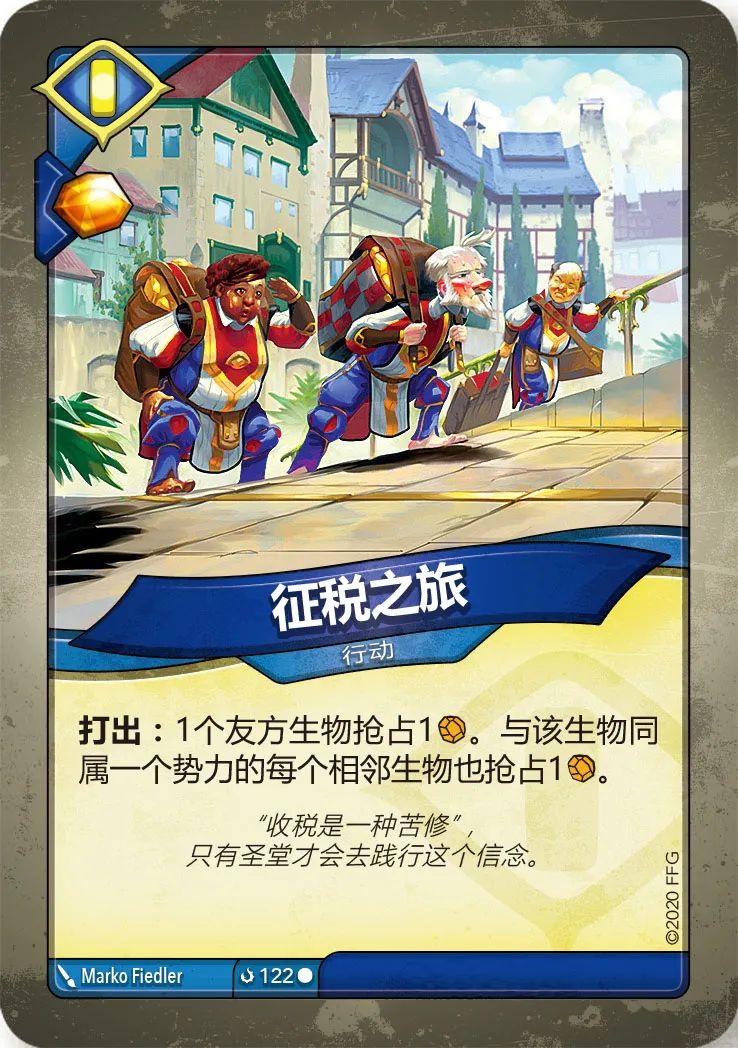 征税之旅
行动
打出：1个友方生物抢占1。与该生物同
属一个势力的每个相邻生物也抢占1。
“收税是一种苦修”，
只有圣堂才会去践行这个信念。
©2020 FFG
Marko Fiedler
122